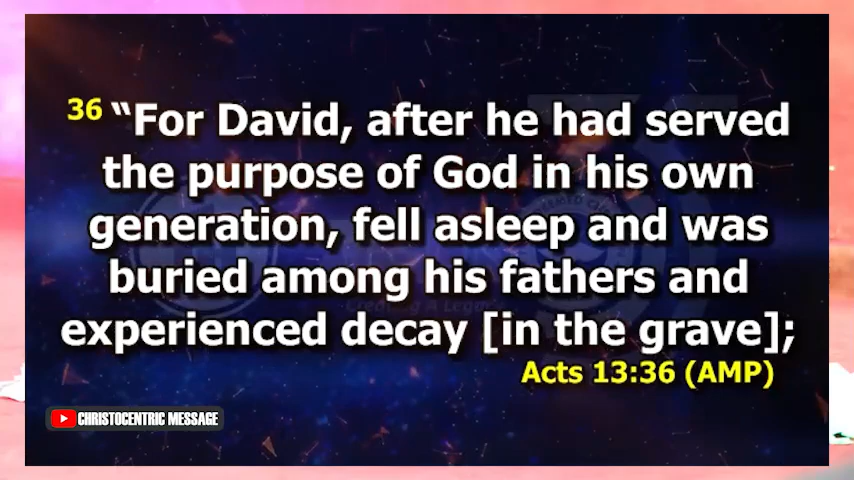 36 “For David, after he had served
the purpose of God in his own
generation, fell asleep and was
buried among his fathers and
experienced decay [in the grave];
Acts 13:36 (AMP)
CHRISTOCENTRIC MESSAGE